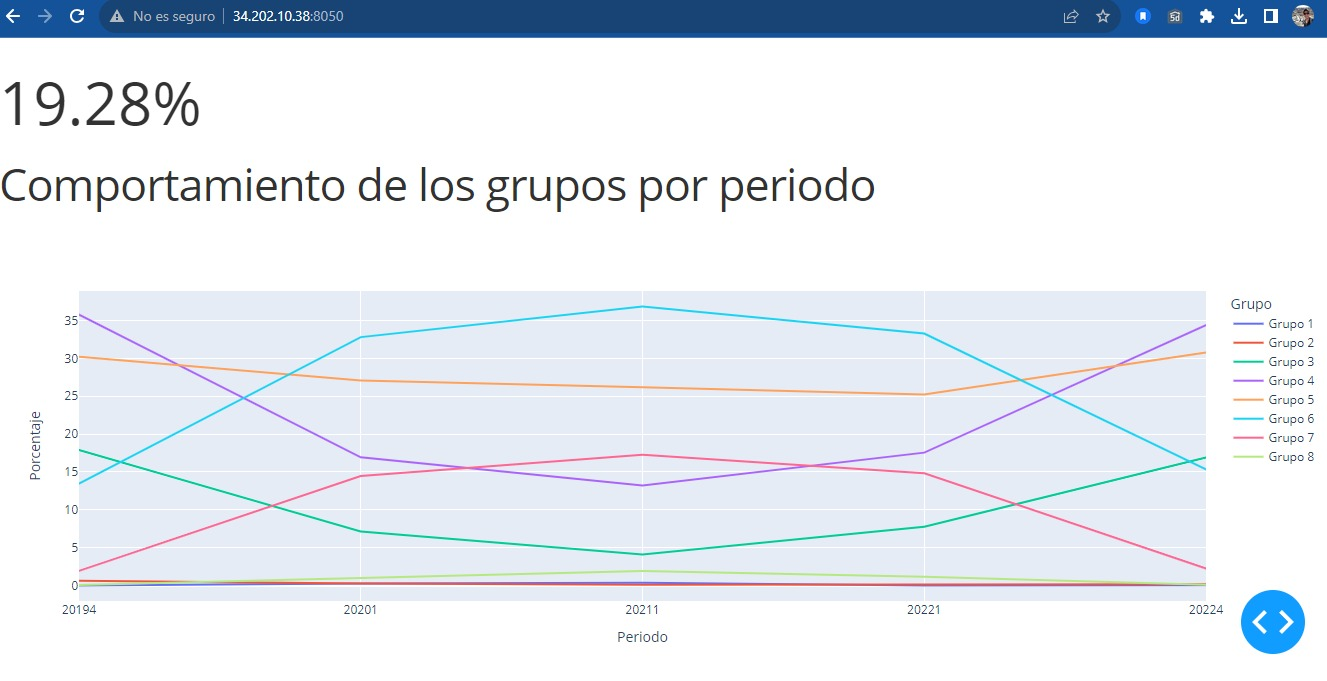 No es seguro 34.202.10.38:8050
19.28%
Comportamiento de los grupos por periodo
Grupo
Grupo 1
Grupo 2
Grupo 3
Grupo 4
Grupo 5
Grupo 6
Grupo 7
Grupo 8
Porcentaje
35
30
25
20
15
10
5
0
20194 20201 20211 20221 20224
Periodo